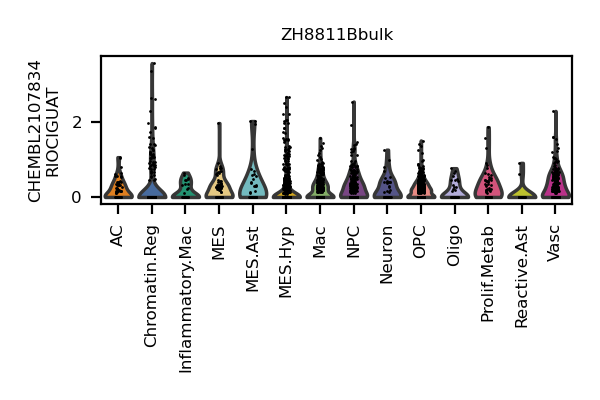 ZH8811Bbulk
CHEMBL2107834
RIOCIGUAT
2
0
AC
Chromatin.Reg
Inflammatory.Mac
MES
MES.Ast
MES.Hyp
Mac
NPC
Neuron
OPC
Oligo
Prolif.Metab
Reactive.Ast
Vasc